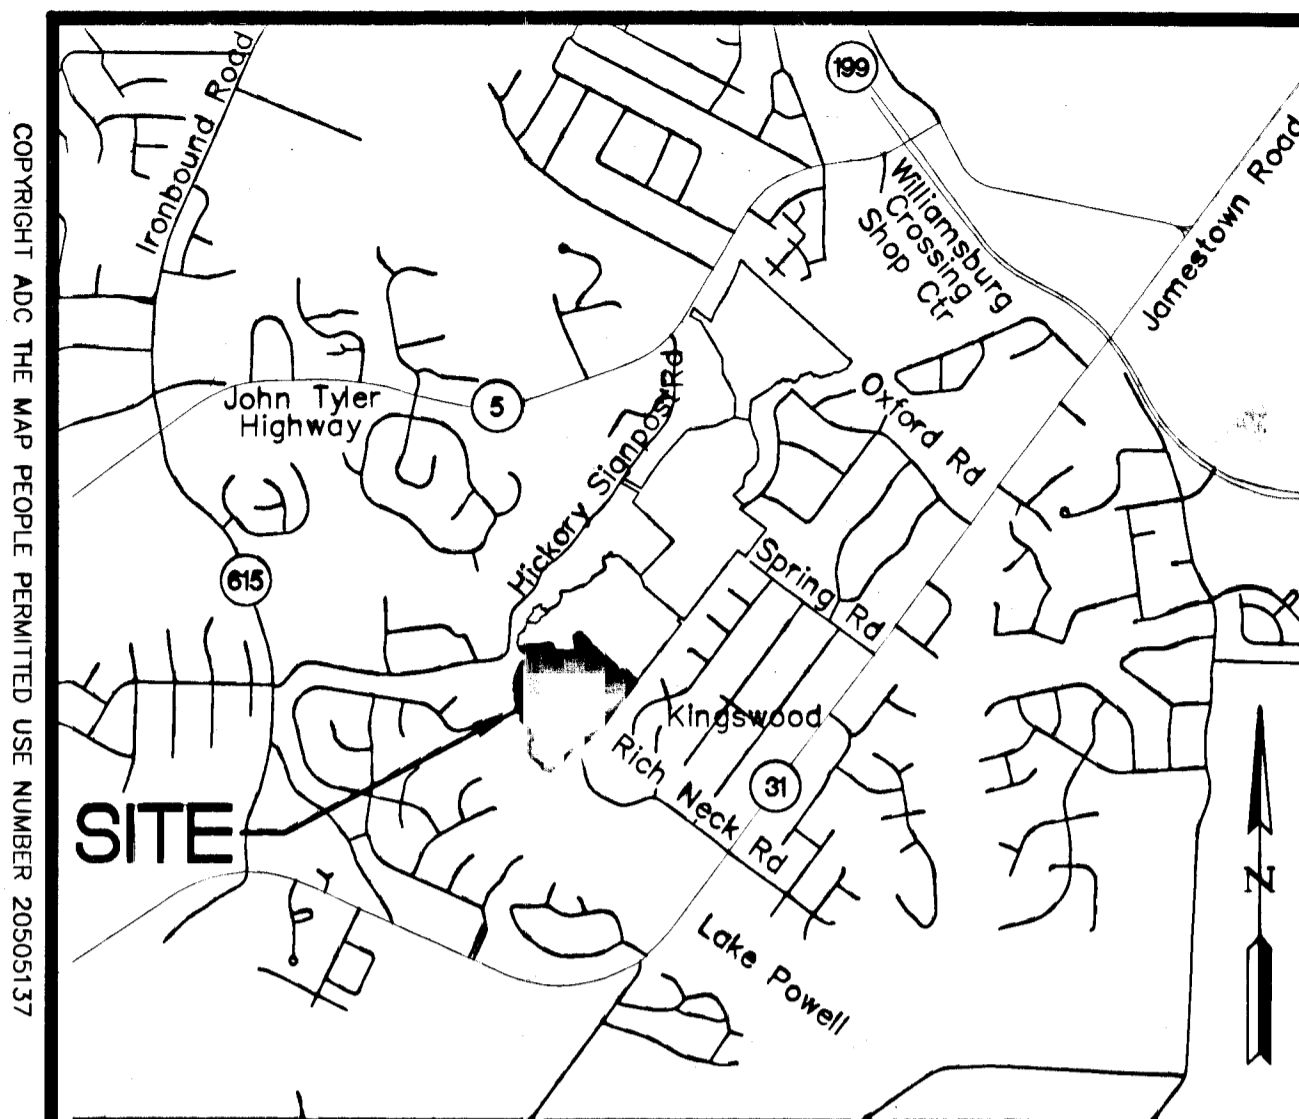 COPYRIGHT ADC THE MAP PEOPLE PERMITTED USE NUMBER 20505137
199
Ironbound Road
Williamsburg
Crossing
Shop Ctr
Jamestown Road
John Tyler
Highway
5
Oxford Rd
Hickory Signpost Rd
615
Spring Rd
Kingswood
Rich Neck Rd
31
SITE
N
Lake Powell